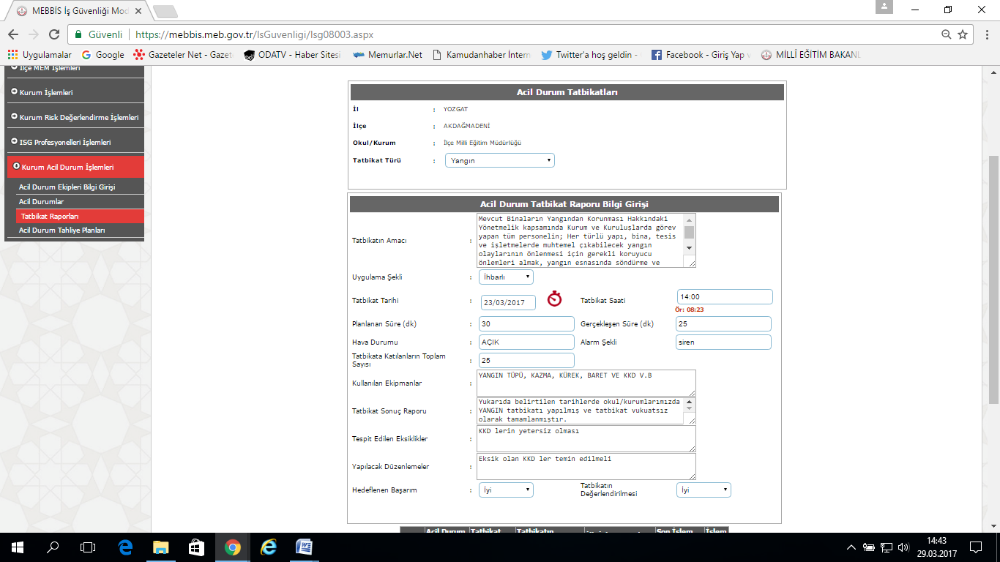 MEBBİS İş Güvenliği Mod
Güvenli https://mebbis.meb.gov.tr/IsGuvenligi/Isg08003.aspx
Uygulamalar Google Gazeteler Net - Gazet ODATV - Haber Sitesi Memurlar.Net Kamudanhaber İntern Twitter'a hoş geldin - Facebook - Giriş Yap v MİLLÎ EĞİTİM BAKANL
İlçe MEM İşlemleri
Kurum İşlemleri
Kurum Risk Değerlendirme İşlemleri
ISG Profesyonelleri İşlemleri
Kurum Acil Durum İşlemleri
Acil Durum Ekipleri Bilgi Girişi
Acil Durumlar
Tatbikat Raporları
Acil Durum Tahliye Planları
Acil Durum Tatbikatları
İl : YOZGAT
İlçe : AKDAĞMADENİ
Okul/Kurum : İlçe Milli Eğitim Müdürlüğü
Tatbikat Türü : Yangın
Acil Durum Tatbikat Raporu Bilgi Girişi
Tatbikatın Amacı :
Mevcut Binaların Yangından Korunması Hakkındaki
Yönetmelik kapsamında Kurum ve Kuruluşlarda görev
yapan tüm personelin; Her türlü yapı, bina, tesis
ve işletmelerde muhtemel çıkabilecek yangın
olaylarının önlenmesi için gerekli koruyucu
önlemleri almak, yangın esnasında söndürme ve
Uygulama Şekli : İhbarlı
Tatbikat Tarihi : 23/03/2017 Tatbikat Saati 14:00
Ör: 08:23
Planlanan Süre (dk) : 30 Gerçekleşen Süre (dk) 25
Hava Durumu : AÇIK Alarm Şekli siren
Tatbikata Katılanların Toplam
Sayısı : 25
Kullanılan Ekipmanlar : YANGIN TÜPÜ, KAZMA, KÜREK, BARET VE KKD V.B
Tatbikat Sonuç Raporu :
Yukarıda belirtilen tarihlerde okul/kurumlarımızda
YANGIN tatbikatı yapılmış ve tatbikat vukuatsız
olarak tamamlanmıştır.
Tespit Edilen Eksiklikler : KKD lerin yetersiz olması
Yapılacak Düzenlemeler : Eksik olan KKD ler temin edilmeli
Hedeflenen Başarım : İyi Tatbikatın
Değerlendirilmesi İyi
Acil Durum Tatbikat Tatbikatın Son İşlem İşlem
14:43
29.03.2017